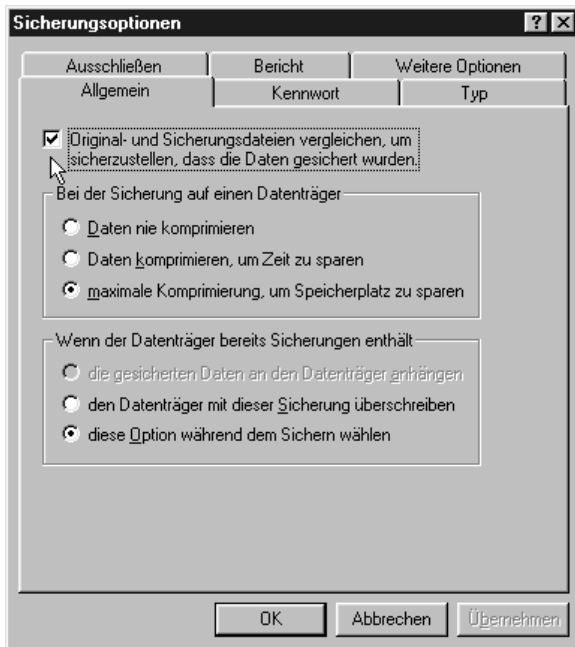 Sicherungsoptionen
Ausschließen Bericht Weitere Optionen
Allgemein Kennwort Typ
Original- und Sicherungsdateien vergleichen, um
sicherzustellen, dass die Daten gesichert wurden.
Bei der Sicherung auf einen Datenträger
Daten nie komprimieren
Daten komprimieren, um Zeit zu sparen
maximale Komprimierung, um Speicherplatz zu sparen
Wenn der Datenträger bereits Sicherungen enthält
die gesicherten Daten an den Datenträger anhängen
den Datenträger mit dieser Sicherung überschreiben
diese Option während dem Sichern wählen
OK Abbrechen Übernehmen